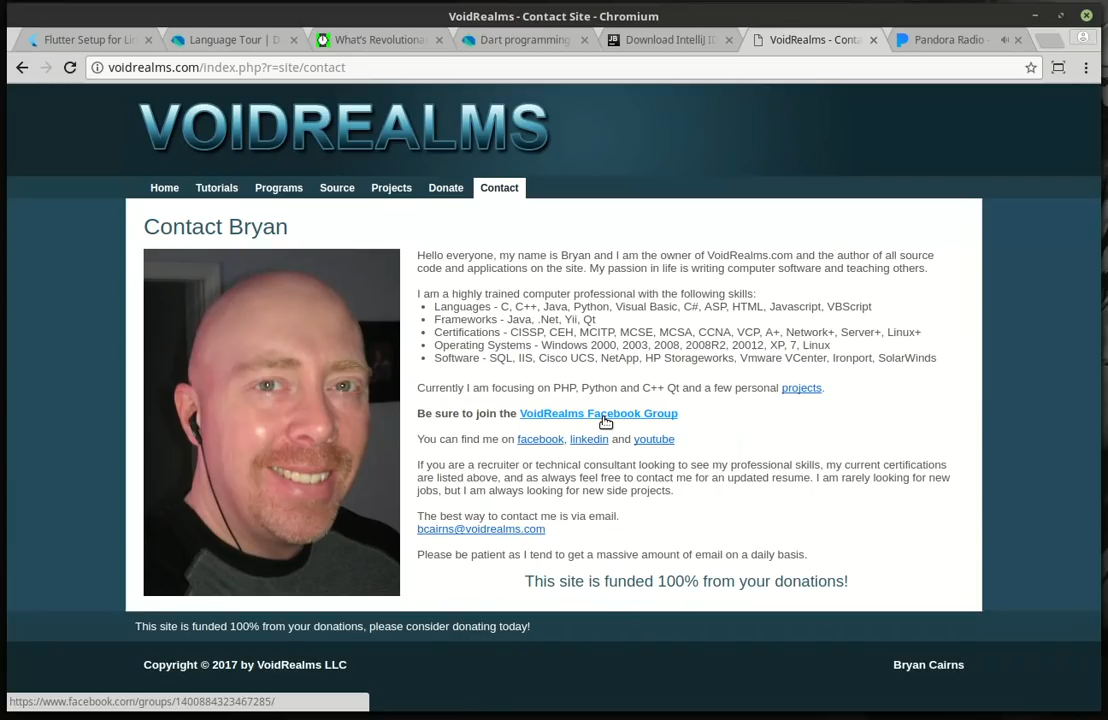 VoidRealms - Contact Site - Chromium
Flutter Setup for Lin
Language Tour | D
What's Revolutiona
Dart programming
Download IntelliJ ID
VoidRealms - Conta
Pandora Radio -
voidrealms.com/index.php?r=site/contact
VOIDREALMS
Home
Tutorials
Programs
Source
Projects
Donate
Contact
Contact Bryan
Hello everyone, my name is Bryan and I am the owner of VoidRealms.com and the author of all source
code and applications on the site. My passion in life is writing computer software and teaching others.
I am a highly trained computer professional with the following skills:
• Languages - C, C++, Java, Python, Visual Basic, C#, ASP, HTML, Javascript, VBScript
• Frameworks - Java, .Net, Yii, Qt
• Certifications - CISSP, CEH, MCITP, MCSE, MCSA, CCNA, VCP, A+, Network+, Server+, Linux+
• Operating Systems - Windows 2000, 2003, 2008, 2008R2, 20012, XP, 7, Linux
• Software - SQL, IIS, Cisco UCS, NetApp, HP Storageworks, Vmware VCenter, Ironport, SolarWinds
Currently I am focusing on PHP, Python and C++ Qt and a few personal projects.
Be sure to join the VoidRealms Facebook Group
You can find me on facebook, linkedin and youtube
If you are a recruiter or technical consultant looking to see my professional skills, my current certifications
are listed above, and as always feel free to contact me for an updated resume. I am rarely looking for new
jobs, but I am always looking for new side projects.
The best way to contact me is via email.
bcairns@voidrealms.com
Please be patient as I tend to get a massive amount of email on a daily basis.
This site is funded 100% from your donations!
This site is funded 100% from your donations, please consider donating today!
Copyright © 2017 by VoidRealms LLC
Bryan Cairns
https://www.facebook.com/groups/1400884323467285/